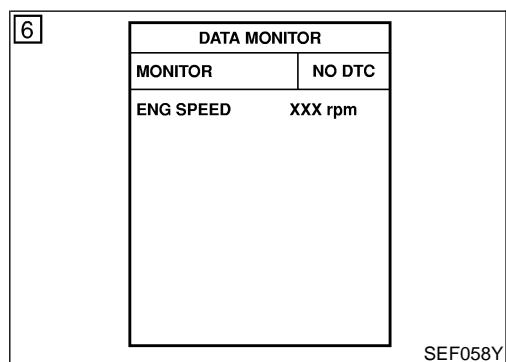 6
DATA MONITOR
MONITOR NO DTC
ENG SPEED XXX rpm
SEF058Y